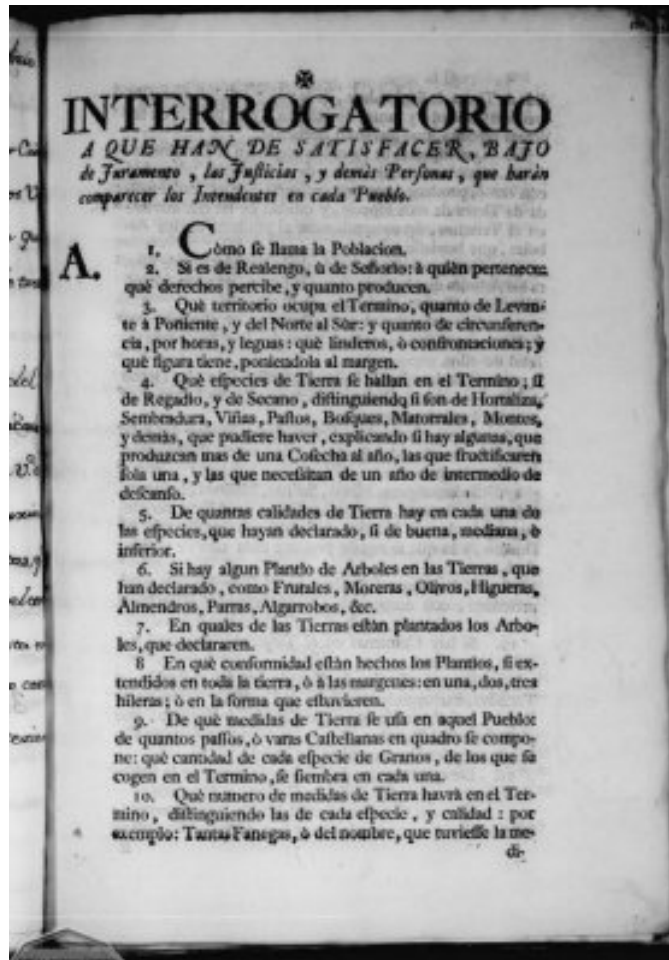 ✠
INTERROGATORIO
A QUE HAN DE SATISFACER, BAJO
de Juramento, las Juſticias, y demàs Perſonas, que haràn
comparecer los Intendentes en cada Pueblo.
A.
1. Còmo ſe llama la Poblacion.
2. Si es de Realengo, ù de Señorìo: à quièn pertenece:
què derechos percibe, y quanto producen.
3. Què territorio ocupa el Termino, quanto de Levan-
te à Poniente, y del Norte al Sùr: y quanto de circunferen-
cia, por horas, y leguas: què linderos, ò confrontaciones; y
què figura tiene, poniendola al margen.
4. Què eſpecies de Tierra ſe hallan en el Termino; ſi
de Regadìo, y de Secano, diſtinguiendo ſi ſon de Hortaliza,
Sembradura, Viñas, Paſtos, Boſques, Matorrales, Montes,
y demàs, que pudiere haver, explicando ſi hay algunas, que
produzcan mas de una Coſecha al año, las que fructificaren
ſola una, y las que neceſsitan de un año de intermedio de
deſcanſo.
5. De quantas calidades de Tierra hay en cada una de
las eſpecies, que hayan declarado, ſi de buena, mediana, ò
inferior.
6. Si hay algun Plantìo de Arboles en las Tierras, que
han declarado, como Frutales, Moreras, Olivos, Higueras,
Almendros, Parras, Algarrobos, &c.
7. En quales de las Tierras eſtàn plantados los Arbo-
les, que declararen.
8 En què conformidad eſtàn hechos los Plantìos, ſi ex-
tendidos en toda la tierra, ò à las margenes: en una, dos, tres
hileras; ò en la forma que eſtuvieren.
9. De què medidas de Tierra ſe uſa en aquel Pueblo:
de quantos paſſos, ò varas Caſtellanas en quadro ſe compo-
ne: què cantidad de cada eſpecie de Granos, de los que ſe
cogen en el Termino, ſe ſiembra en cada una.
10. Què numero de medidas de Tierra havrà en el Ter-
mino, diſtinguiendo las de cada eſpecie, y calidad: por
exemplo: Tantas Fanegas, ò del nombre, que tuvieſſe la me-
di-